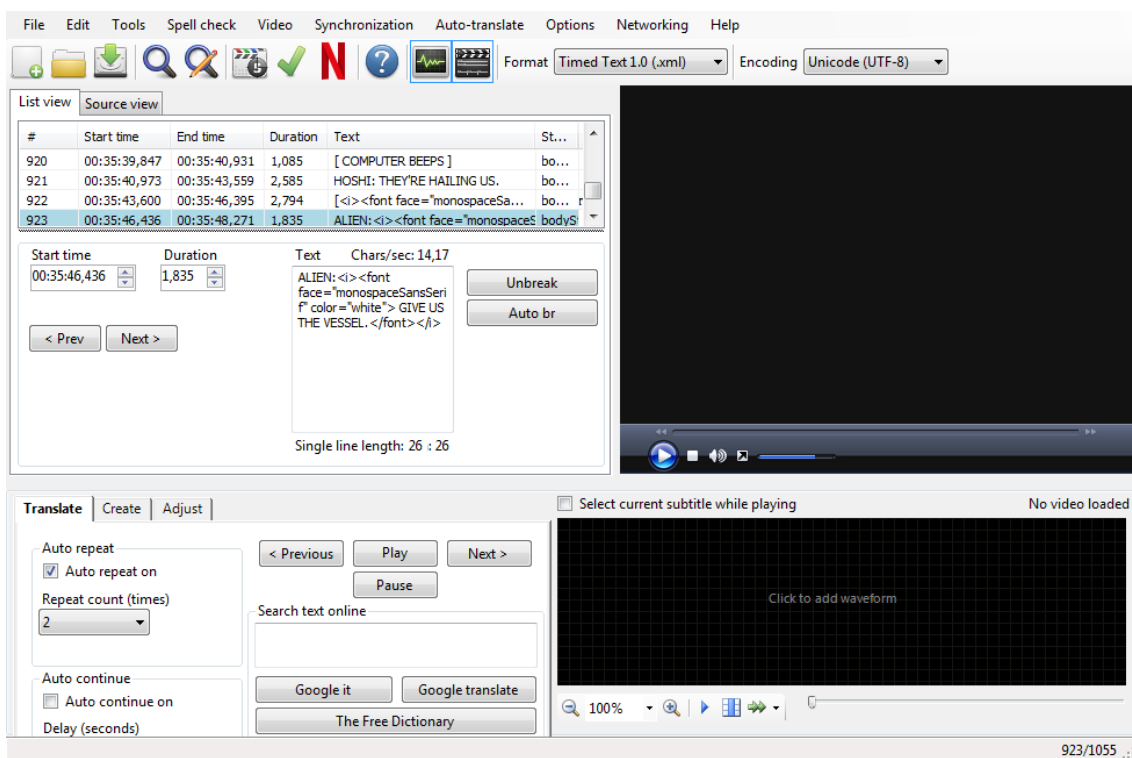 File Edit Tools Spell check Video Synchronization Auto-translate Options Networking Help
N ? Format Timed Text 1.0 (.xml) Encoding Unicode (UTF-8)
List view Source view
# Start time End time Duration Text St...
920 00:35:39,847 00:35:40,931 1,085 [ COMPUTER BEEPS ] bo...
921 00:35:40,973 00:35:43,559 2,585 HOSHI: THEY'RE HAILING US. bo...
922 00:35:43,600 00:35:46,395 2,794 [<i><font face="monospaceSa... bo...
923 00:35:46,436 00:35:48,271 1,835 ALIEN:<i><font face="monospaceS bodyS
Start time Duration Text Chars/sec: 14,17
00:35:46,436 1,835
ALIEN:<i><font
face="monospaceSansSeri
f" color="white"> GIVE US
THE VESSEL.</font></i>
Unbreak
Auto br
< Prev Next >
Single line length: 26 : 26
Translate Create Adjust
Select current subtitle while playing No video loaded
Auto repeat
Auto repeat on
Repeat count (times)
2
< Previous Play Next >
Pause
Search text online
Click to add waveform
Auto continue
Auto continue on
Delay (seconds)
Google it Google translate
The Free Dictionary
100%
923/1055